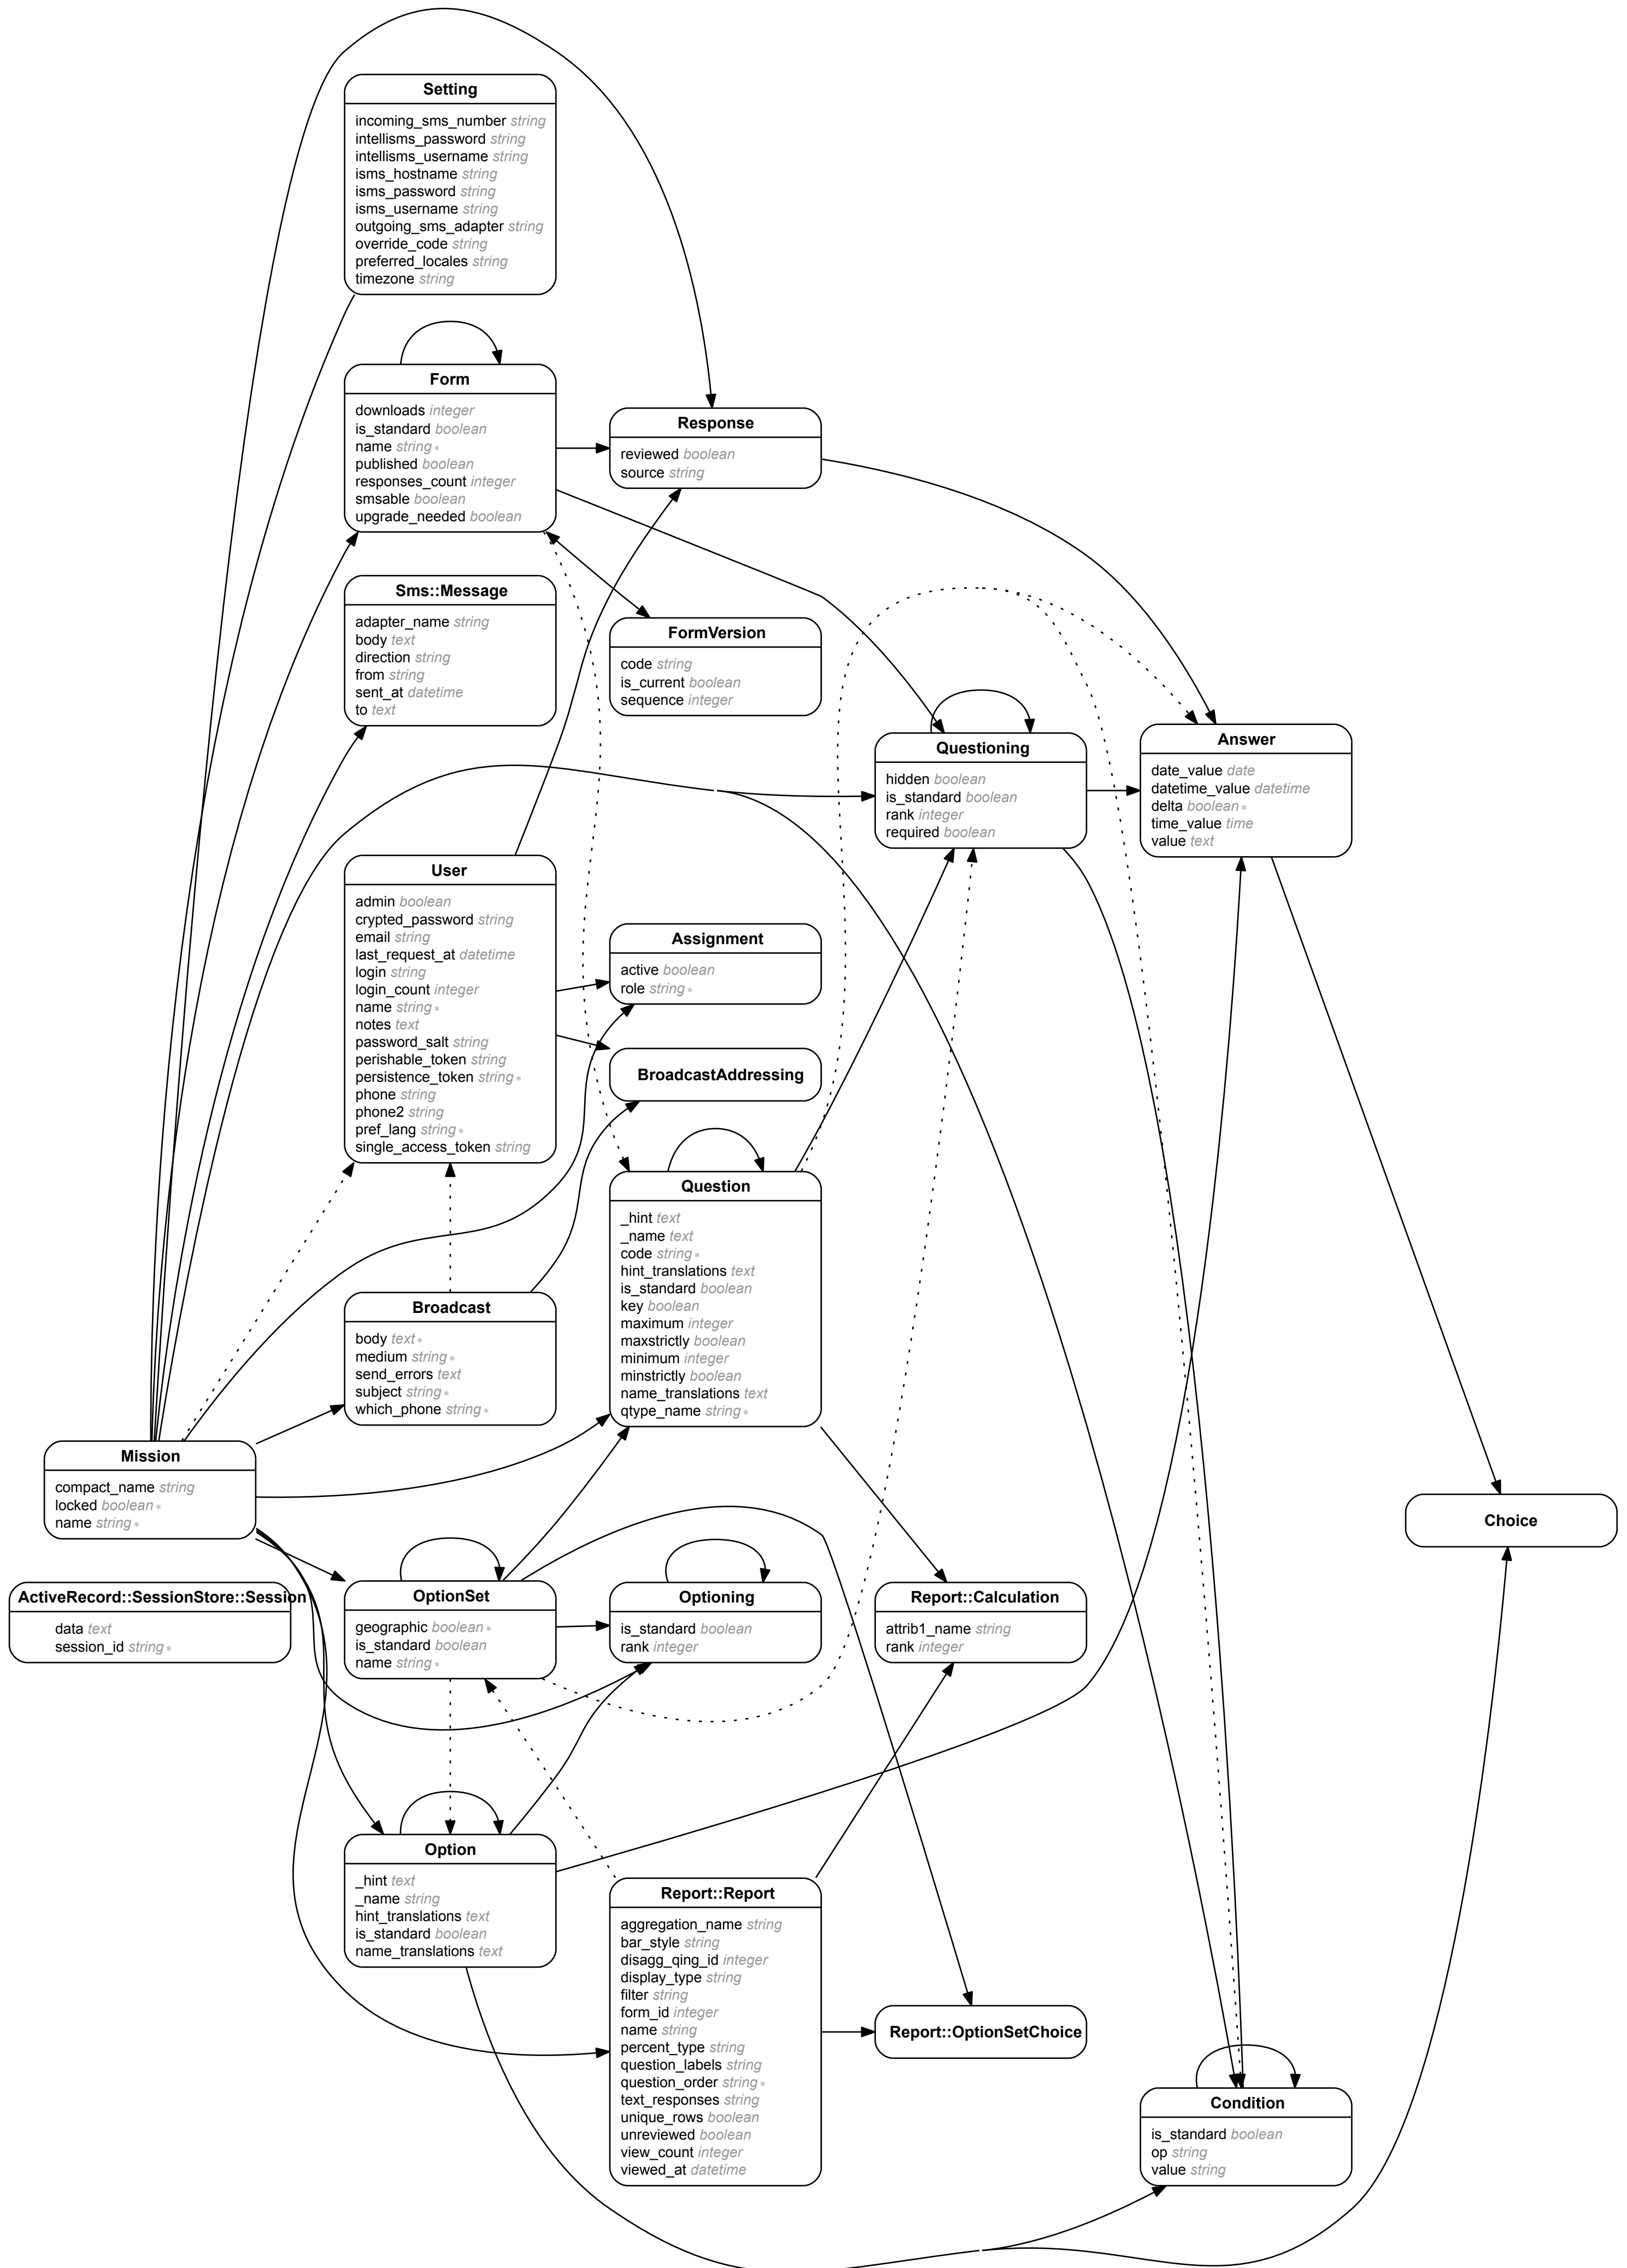 Setting
incoming_sms_number string
intellisms_password string
intellisms_username string
isms_hostname string
isms_password string
isms_username string
outgoing_sms_adapter string
override_code string
preferred_locales string
timezone string
Form
downloads integer
is_standard boolean
name string *
published boolean
responses_count integer
smsable boolean
upgrade_needed boolean
Response
reviewed boolean
source string
Sms::Message
adapter_name string
body text
direction string
from string
sent_at datetime
to text
FormVersion
code string
is_current boolean
sequence integer
Questioning
hidden boolean
is_standard boolean
rank integer
required boolean
Answer
date_value date
datetime_value datetime
delta boolean *
time_value time
value text
User
admin boolean
crypted_password string
email string
last_request_at datetime
login string
login_count integer
name string *
notes text
password_salt string
perishable_token string
persistence_token string *
phone string
phone2 string
pref_lang string *
single_access_token string
Assignment
active boolean
role string *
BroadcastAddressing
Question
_hint text
_name text
code string *
hint_translations text
is_standard boolean
key boolean
maximum integer
maxstrictly boolean
minimum integer
minstrictly boolean
name_translations text
qtype_name string *
Broadcast
body text *
medium string *
send_errors text
subject string *
which_phone string *
Mission
compact_name string
locked boolean *
name string *
Choice
ActiveRecord::SessionStore::Session
data text
session_id string *
OptionSet
geographic boolean *
is_standard boolean
name string *
Optioning
is_standard boolean
rank integer
Report::Calculation
attrib1_name string
rank integer
Option
_hint text
_name string
hint_translations text
is_standard boolean
name_translations text
Report::Report
aggregation_name string
bar_style string
disagg_qing_id integer
display_type string
filter string
form_id integer
name string
percent_type string
question_labels string
question_order string *
text_responses string
unique_rows boolean
unreviewed boolean
view_count integer
viewed_at datetime
Report::OptionSetChoice
Condition
is_standard boolean
op string
value string